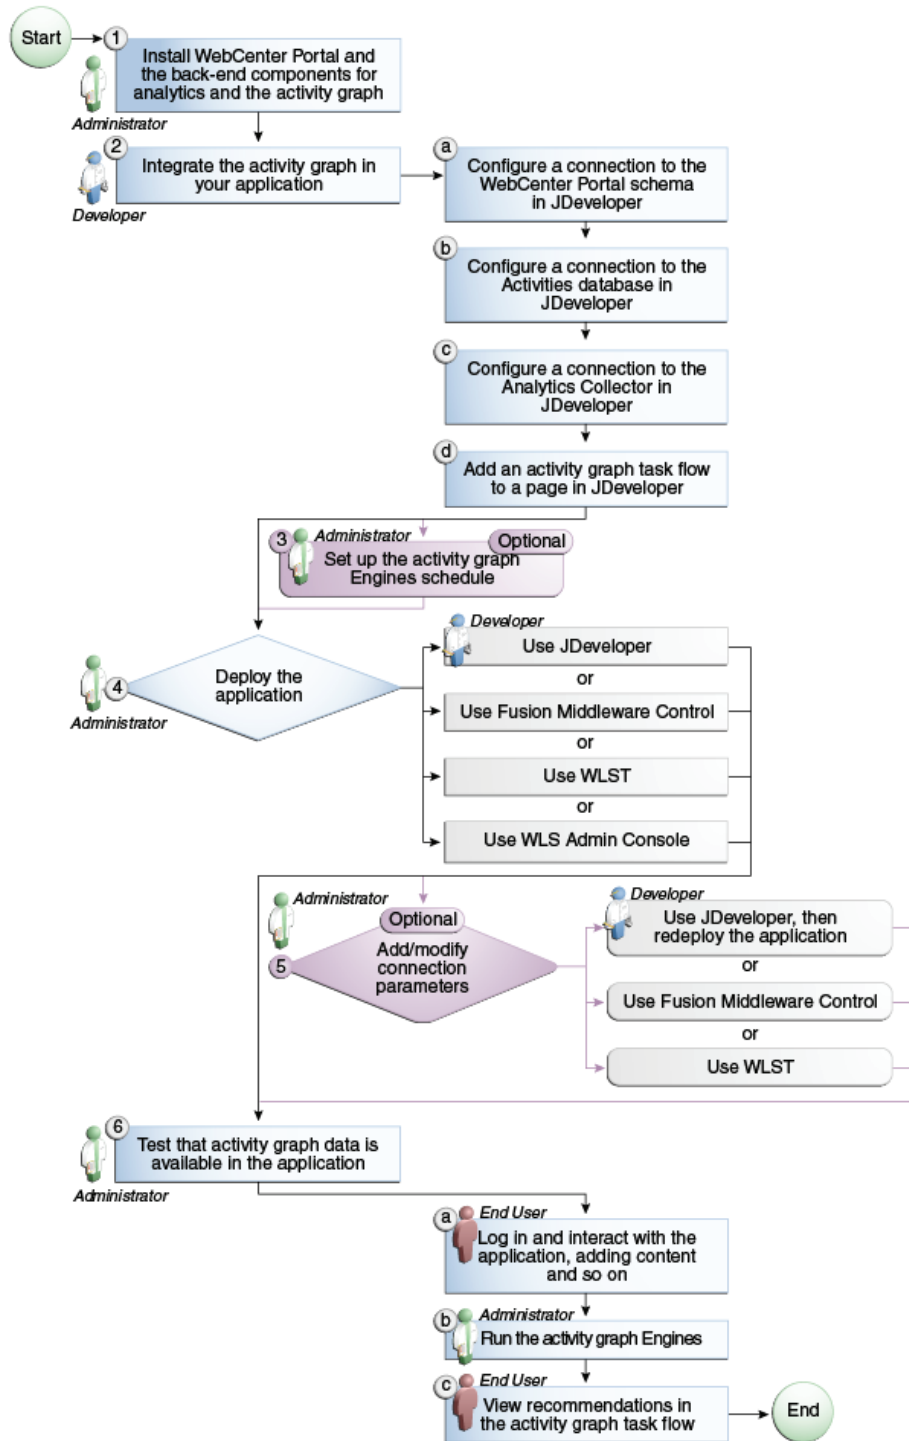 Start
1
Install WebCenter Portal and
the back-end components for
analytics and the activity graph
Administrator
2
Integrate the activity graph in
your application
Developer
a
Configure a connection to the
WebCenter Portal schema
in JDeveloper
b
Configure a connection to the
Activities database in
JDeveloper
c
Configure a connection to the
Analytics Collector in
JDeveloper
d
Add an activity graph task flow
to a page in JDeveloper
3
Administrator
Optional
Set up the activity graph
Engines schedule
4
Administrator
Deploy the
application
Developer
Use JDeveloper
or
Use Fusion Middleware Control
or
Use WLST
or
Use WLS Admin Console
Administrator
Optional
5
Add/modify
connection
parameters
Developer
Use JDeveloper, then
redeploy the application
or
Use Fusion Middleware Control
or
Use WLST
6
Test that activity graph data is
available in the application
Administrator
a
End User
Log in and interact with the
application, adding content
and so on
b
Administrator
Run the activity graph Engines
c
End User
View recommendations in
the activity graph task flow
End